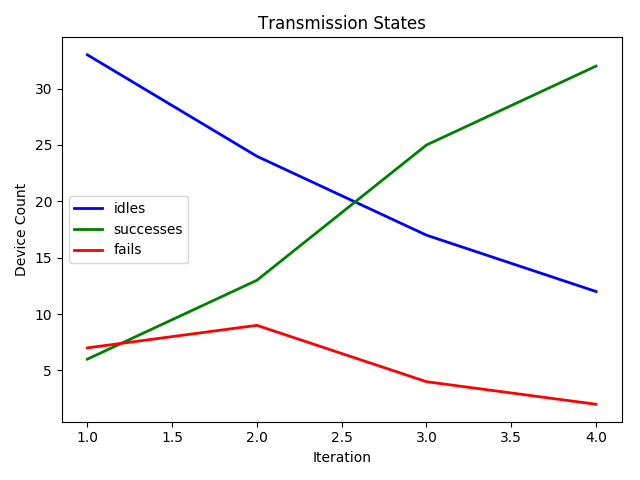 Transmission States
Device Count
30
25
20
15
10
5
idles
successes
fails
1.0 1.5 2.0 2.5 3.0 3.5 4.0
Iteration